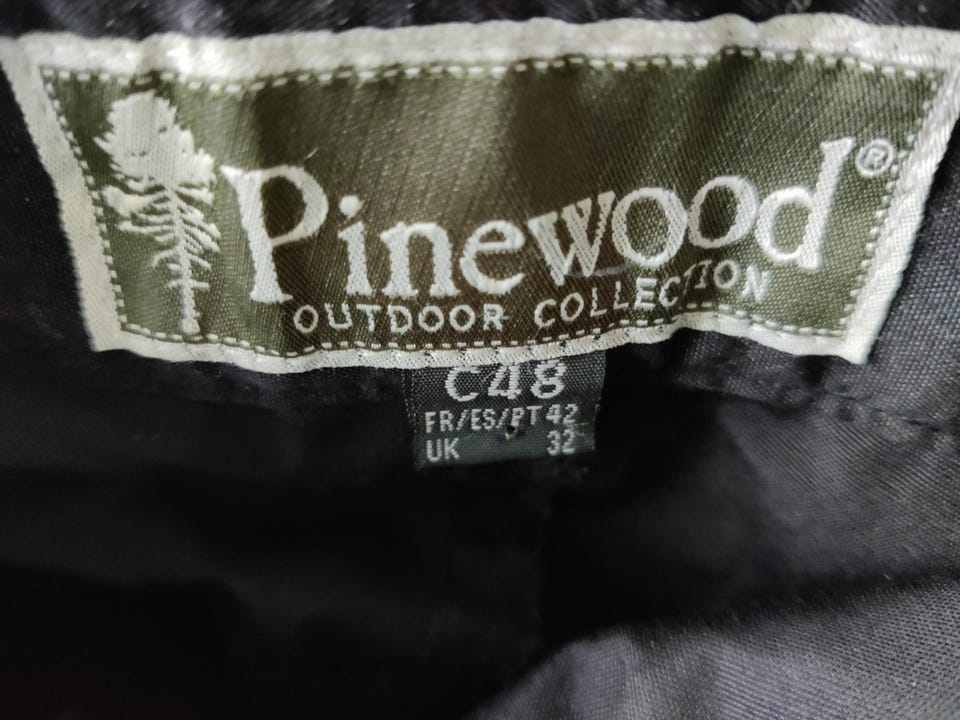 Pinewood®
OUTDOOR COLLECTION
C48
FR/ES/PT 42
UK 32